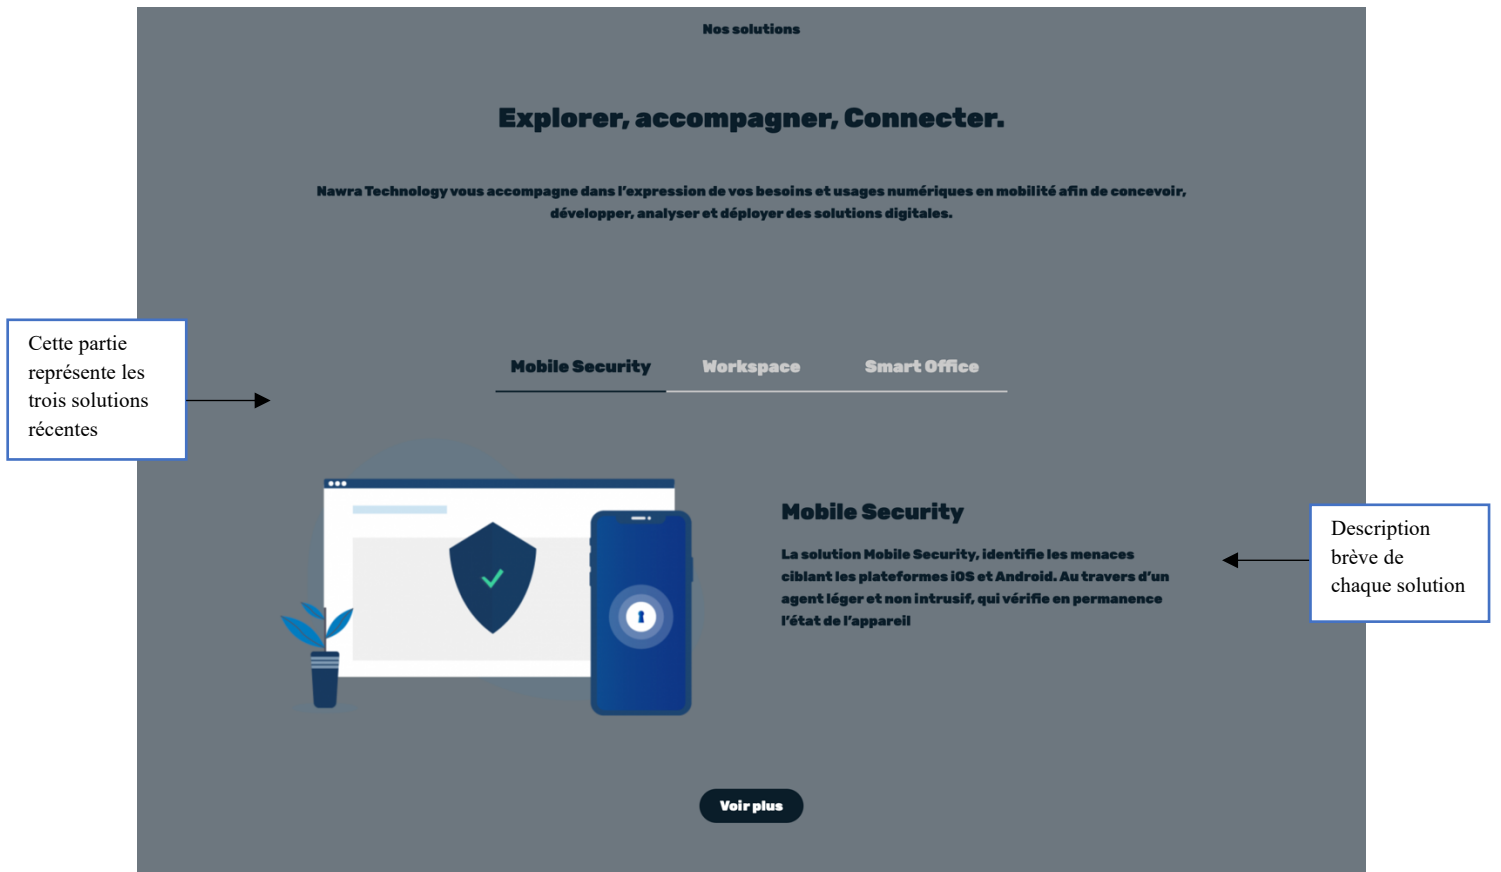 Nos solutions
Explorer, accompagner, Connecter.
Nawra Technology vous accompagne dans l'expression de vos besoins et usages numériques en mobilité afin de concevoir,
développer, analyser et déployer des solutions digitales.
Cette partie
représente les
trois solutions
récentes
Mobile Security Workspace Smart Office
Mobile Security
La solution Mobile Security, identifie les menaces
ciblant les plateformes iOS et Android. Au travers d'un
agent léger et non intrusif, qui vérifie en permanence
l'état de l'appareil
Description
brève de
chaque solution
Voir plus